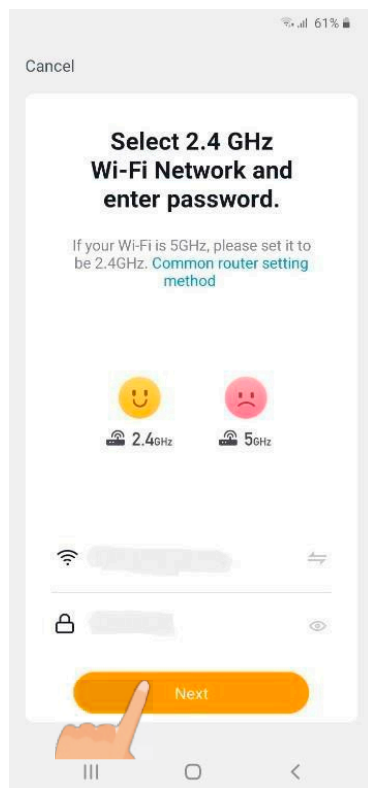 61%
Cancel
Select 2.4 GHz
Wi-Fi Network and
enter password.
If your Wi-Fi is 5GHz, please set it to
be 2.4GHz. Common router setting
method
2.4GHz
5GHz
Next